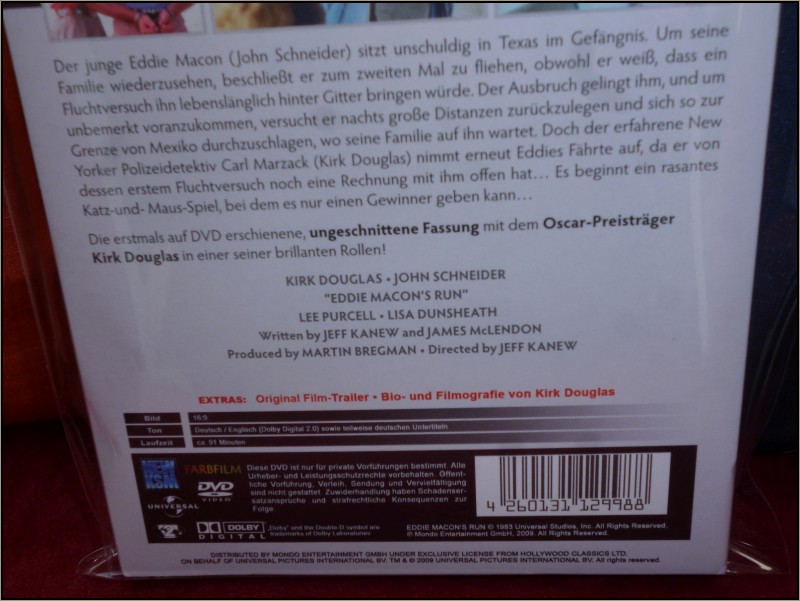 Der junge Eddie Macon (John Schneider) sitzt unschuldig in Texas im Gefängnis. Um seine
Familie wiederzusehen, beschließt er zum zweiten Mal zu fliehen, obwohl er weiß, dass ein
Fluchtversuch ihn lebenslänglich hinter Gitter bringen würde. Der Ausbruch gelingt ihm, und um
unbemerkt voranzukommen, versucht er nachts große Distanzen zurückzulegen und sich so zur
Grenze von Mexiko durchzuschlagen, wo seine Familie auf ihn wartet. Doch der erfahrene New
Yorker Polizeidetektiv Carl Marzack (Kirk Douglas) nimmt erneut Eddies Fährte auf, da er von
dessen erstem Fluchtversuch noch eine Rechnung mit ihm offen hat... Es beginnt ein rasantes
Katz-und- Maus-Spiel, bei dem es nur einen Gewinner geben kann...
Die erstmals auf DVD erschienene, ungeschnittene Fassung mit dem Oscar-Preisträger
Kirk Douglas in einer seiner brillanten Rollen!
KIRK DOUGLAS • JOHN SCHNEIDER
"EDDIE MACON'S RUN"
LEE PURCELL • LISA DUNSHEATH
Written by JEFF KANEW and JAMES McLENDON
Produced by MARTIN BREGMAN • Directed by JEFF KANEW
EXTRAS: Original Film-Trailer • Bio- und Filmografie von Kirk Douglas
Bild 16:9
Ton Deutsch / Englisch (Dolby Digital 2.0) sowie teilweise deutschen Untertiteln
Laufzeit ca. 91 Minuten
FARBFILM
DVD VIDEO
UNIVERSAL
Diese DVD ist nur für private Vorführungen bestimmt. Alle
Urheber- und Leistungsschutzrechte vorbehalten. Öffent-
liche Vorführung, Verleih, Sendung und Vervielfältigung
sind nicht gestattet. Zuwiderhandlung haben Schadenser-
satzansprüche und strafrechtliche Konsequenzen zur
Folge
4 260131 129988
DOLBY
DIGITAL
„Dolby" and the Double-D symbol are
trademarks of Dolby Laboratories
EDDIE MACON'S RUN © 1983 Universal Studios, Inc. All Rights Reserved.
© Mondo Entertainment GmbH, 2009. All Rights Reserved.
DISTRIBUTED BY MONDO ENTERTAINMENT GMBH UNDER EXCLUSIVE LICENSE FROM HOLLYWOOD CLASSICS LTD.
ON BEHALF OF UNIVERSAL PICTURES INTERNATIONAL BV, TM & © 2009 UNIVERSAL PICTURES INTERNATIONAL BV. ALL RIGHTS RESERVED.